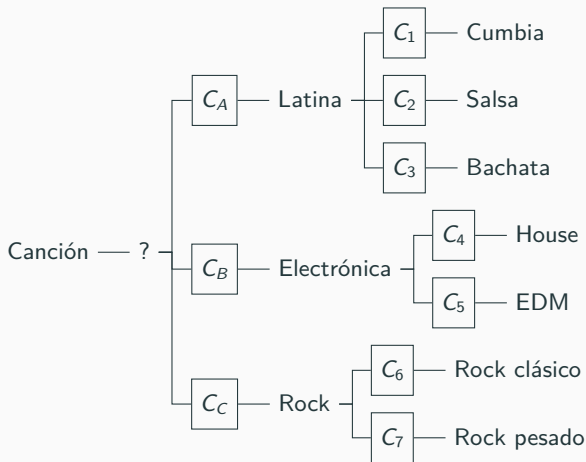 C1 Cumbia
CA Latina C2 Salsa
C3 Bachata
Canción ? CB Electrónica C4 House
C5 EDM
CC Rock C6 Rock clásico
C7 Rock pesado